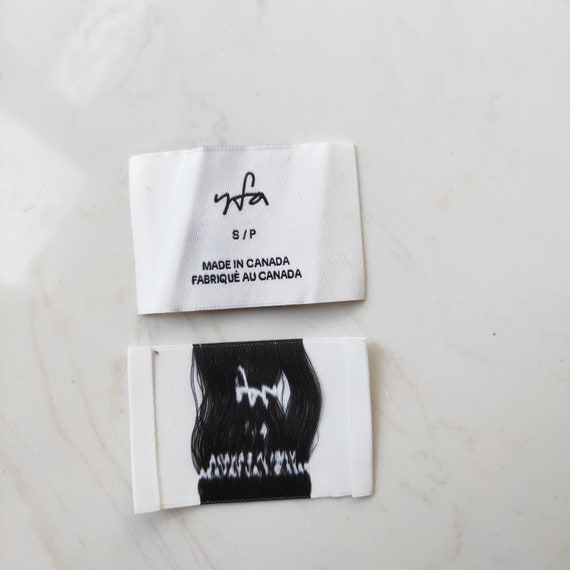 yfa
S / P
MADE IN CANADA
FABRIQUÉ AU CANADA